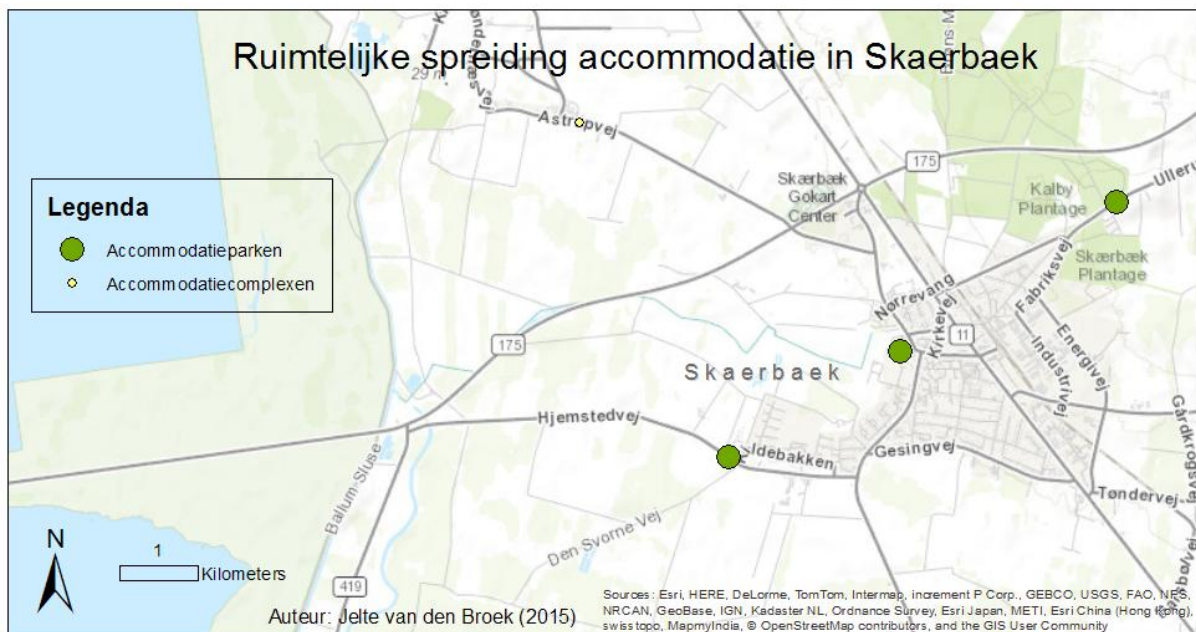 Ruimtelijke spreiding accommodatie in Skaerbaek
29 m
Astrupvej
175
Skærbæk
Gokart
Center
Kalby
Plantage
Skærbæk
Plantage
Legenda
Accommodatieparken
Accommodatiecomplexen
Nørrevang
Kirkevej
Fabriksvej
11
Industrivej
Energivej
175
Skaerbaek
Hjemstedvej
Idebakken
Gesingvej
Gårdkrogsvej
Tøndervej
Ballum-Sluse
Den Svorne Vej
419
N
1
Kilometers
Auteur: Jelte van den Broek (2015)
Sources: Esri, HERE, DeLorme, TomTom, Intermap, increment P Corp., GEBCO, USGS, FAO, NPS,
NRCAN, GeoBase, IGN, Kadaster NL, Ordnance Survey, Esri Japan, METI, Esri China (Hong Kong),
swisstopo, MapmyIndia, © OpenStreetMap contributors, and the GIS User Community